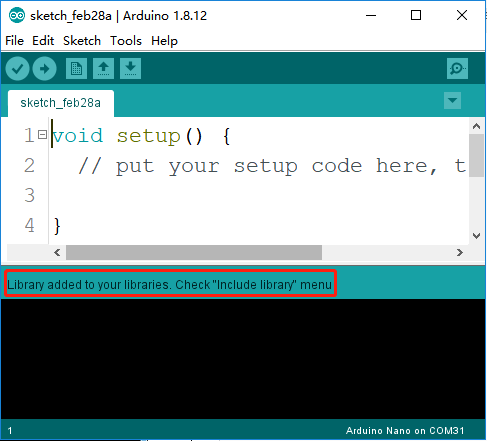 sketch_feb28a | Arduino 1.8.12
File Edit Sketch Tools Help
sketch_feb28a
1 void setup() {
2 // put your setup code here, t
3
4 }
Library added to your libraries. Check "Include library" menu
1 Arduino Nano on COM31